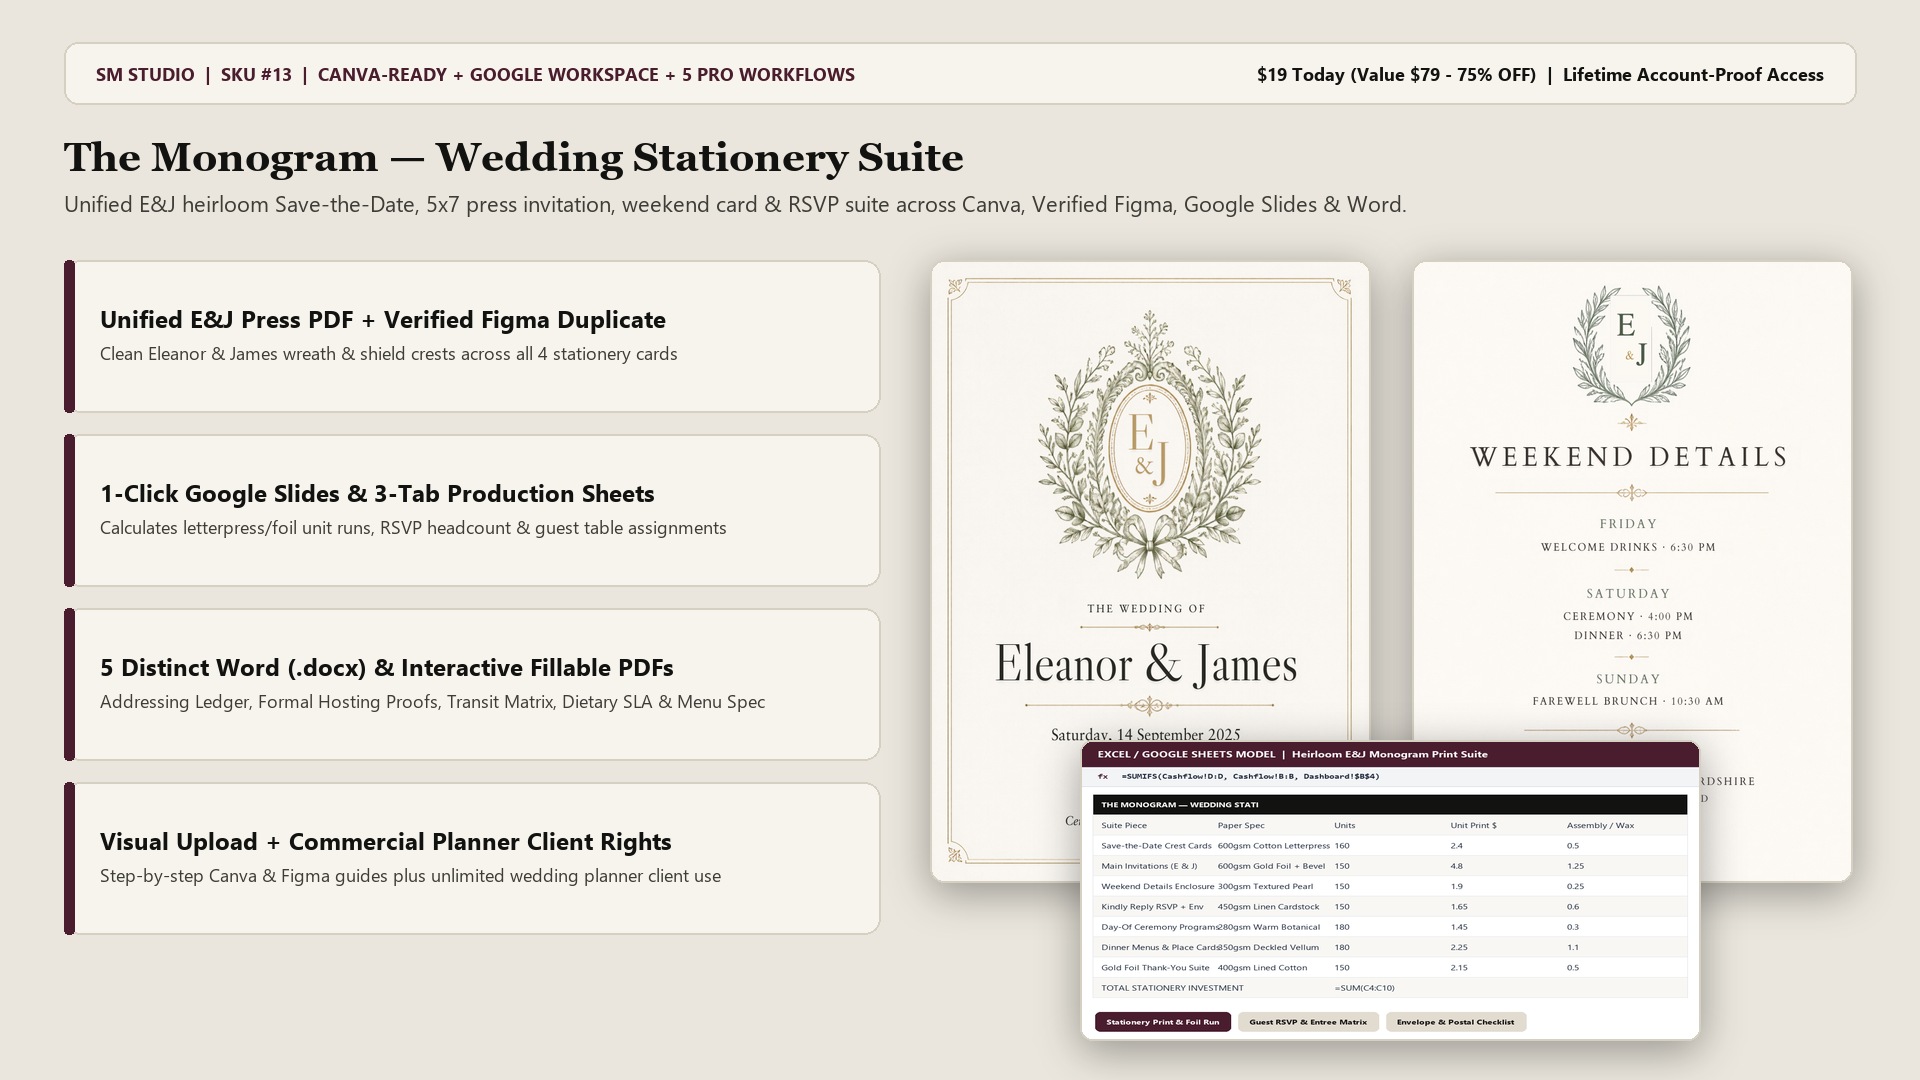 SM STUDIO | SKU #13 | CANVA-READY + GOOGLE WORKSPACE + 5 PRO WORKFLOWS
$19 Today (Value $79 - 75% OFF) | Lifetime Account-Proof Access
The Monogram — Wedding Stationery Suite
Unified E&J heirloom Save-the-Date, 5x7 press invitation, weekend card & RSVP suite across Canva, Verified Figma, Google Slides & Word.
Unified E&J Press PDF + Verified Figma Duplicate
Clean Eleanor & James wreath & shield crests across all 4 stationery cards
1-Click Google Slides & 3-Tab Production Sheets
Calculates letterpress/foil unit runs, RSVP headcount & guest table assignments
5 Distinct Word (.docx) & Interactive Fillable PDFs
Addressing Ledger, Formal Hosting Proofs, Transit Matrix, Dietary SLA & Menu Spec
Visual Upload + Commercial Planner Client Rights
Step-by-step Canva & Figma guides plus unlimited wedding planner client use
E
&J
THE WEDDING OF
Eleanor & James
Saturday, 14 September 2025
E
&J
WEEKEND DETAILS
FRIDAY
WELCOME DRINKS · 6:30 PM
SATURDAY
CEREMONY · 4:00 PM
DINNER · 6:30 PM
SUNDAY
FAREWELL BRUNCH · 10:30 AM
EXCEL / GOOGLE SHEETS MODEL | Heirloom E&J Monogram Print Suite
fx =SUMIFS(Cashflow!D:D, Cashflow!B:B, Dashboard!$B$4)
THE MONOGRAM — WEDDING STATI
Suite Piece Paper Spec Units Unit Print $ Assembly / Wax
Save-the-Date Crest Cards 600gsm Cotton Letterpress 160 2.4 0.5
Main Invitations (E & J) 600gsm Gold Foil + Bevel 150 4.8 1.25
Weekend Details Enclosure 300gsm Textured Pearl 150 1.9 0.25
Kindly Reply RSVP + Env 450gsm Linen Cardstock 150 1.65 0.6
Day-Of Ceremony Programs 280gsm Warm Botanical 180 1.45 0.3
Dinner Menus & Place Cards 350gsm Deckled Vellum 180 2.25 1.1
Gold Foil Thank-You Suite 400gsm Lined Cotton 150 2.15 0.5
TOTAL STATIONERY INVESTMENT =SUM(C4:C10)
Stationery Print & Foil Run Guest RSVP & Entree Matrix Envelope & Postal Checklist